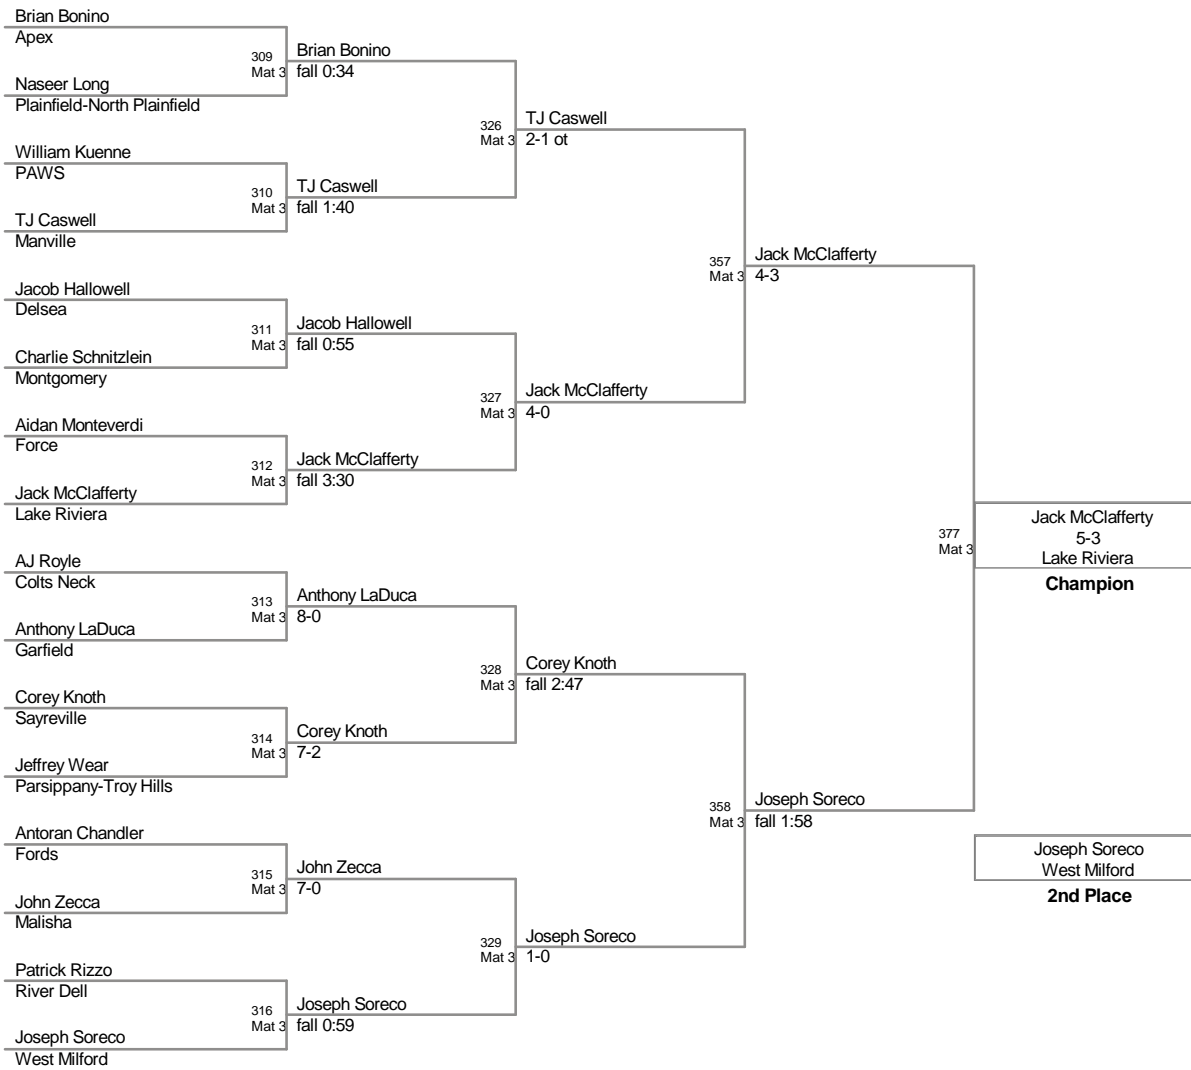 Brian Bonino
Apex
309
Mat 3
Brian Bonino
fall 0:34
Naseer Long
Plainfield-North Plainfield
326
Mat 3
TJ Caswell
2-1 ot
William Kuenne
PAWS
310
Mat 3
TJ Caswell
fall 1:40
TJ Caswell
Manville
357
Mat 3
Jack McClafferty
4-3
Jacob Hallowell
Delsea
311
Mat 3
Jacob Hallowell
fall 0:55
Charlie Schnitzlein
Montgomery
327
Mat 3
Jack McClafferty
4-0
Aidan Monteverdi
Force
312
Mat 3
Jack McClafferty
fall 3:30
Jack McClafferty
Lake Riviera
377
Mat 3
Jack McClafferty
5-3
Lake Riviera
Champion
AJ Royle
Colts Neck
313
Mat 3
Anthony LaDuca
8-0
Anthony LaDuca
Garfield
328
Mat 3
Corey Knoth
fall 2:47
Corey Knoth
Sayreville
314
Mat 3
Corey Knoth
7-2
Jeffrey Wear
Parsippany-Troy Hills
358
Mat 3
Joseph Soreco
fall 1:58
Antoran Chandler
Fords
315
Mat 3
John Zecca
7-0
John Zecca
Malisha
329
Mat 3
Joseph Soreco
1-0
Patrick Rizzo
River Dell
316
Mat 3
Joseph Soreco
fall 0:59
Joseph Soreco
West Milford
Joseph Soreco
West Milford
2nd Place